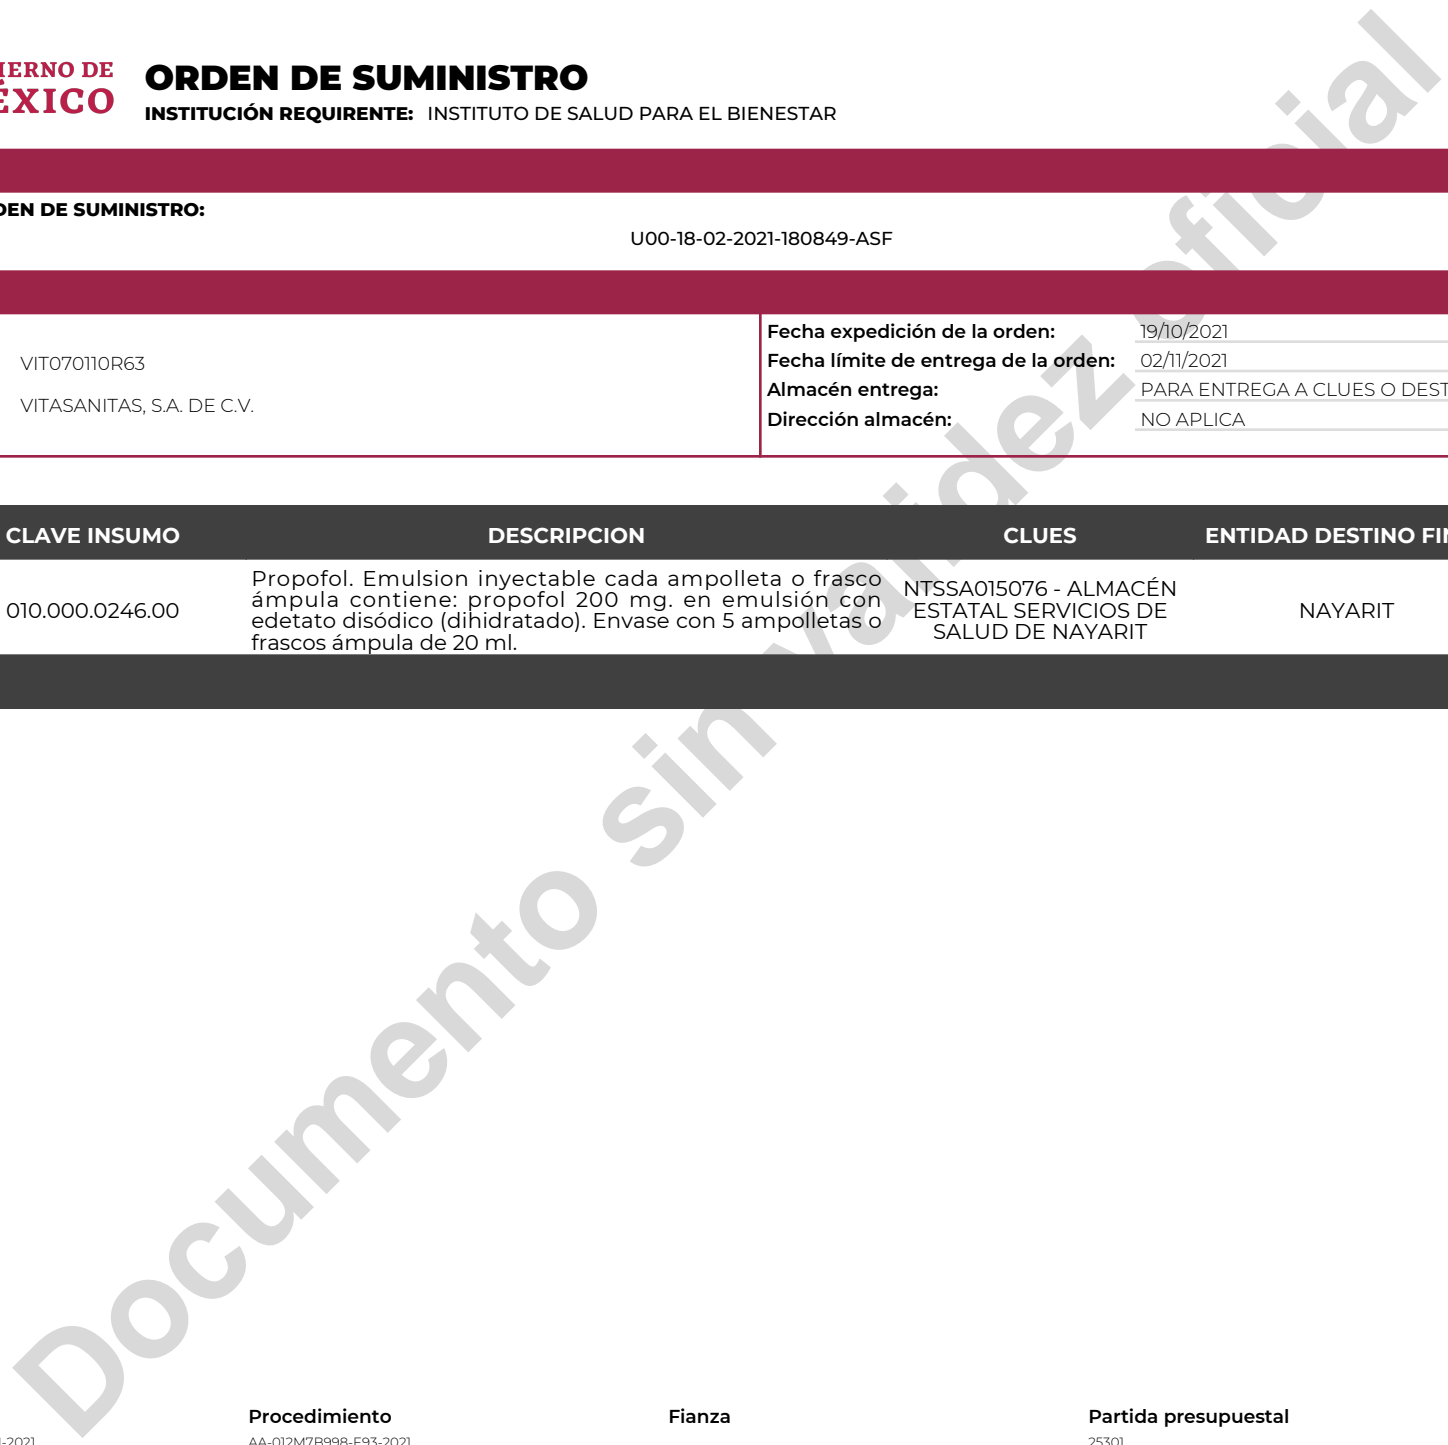 IERNO DE
ÉXICO
ORDEN DE SUMINISTRO
INSTITUCIÓN REQUIRENTE: INSTITUTO DE SALUD PARA EL BIENESTAR
DEN DE SUMINISTRO:
U00-18-02-2021-180849-ASF
VIT070110R63
VITASANITAS, S.A. DE C.V.
Fecha expedición de la orden: 19/10/2021
Fecha límite de entrega de la orden: 02/11/2021
Almacén entrega: PARA ENTREGA A CLUES O DEST
Dirección almacén: NO APLICA
CLAVE INSUMO DESCRIPCION CLUES ENTIDAD DESTINO FIN
010.000.0246.00
Propofol. Emulsion inyectable cada ampolleta o frasco
ámpula contiene: propofol 200 mg. en emulsión con
edetato disódico (dihidratado). Envase con 5 ampolletas o
frascos ámpula de 20 ml.
NTSSA015076 - ALMACÉN
ESTATAL SERVICIOS DE
SALUD DE NAYARIT
NAYARIT
Documento sin validez oficial
Procedimiento Fianza Partida presupuestal
-2021 AA-012M7B998-E93-2021 25301